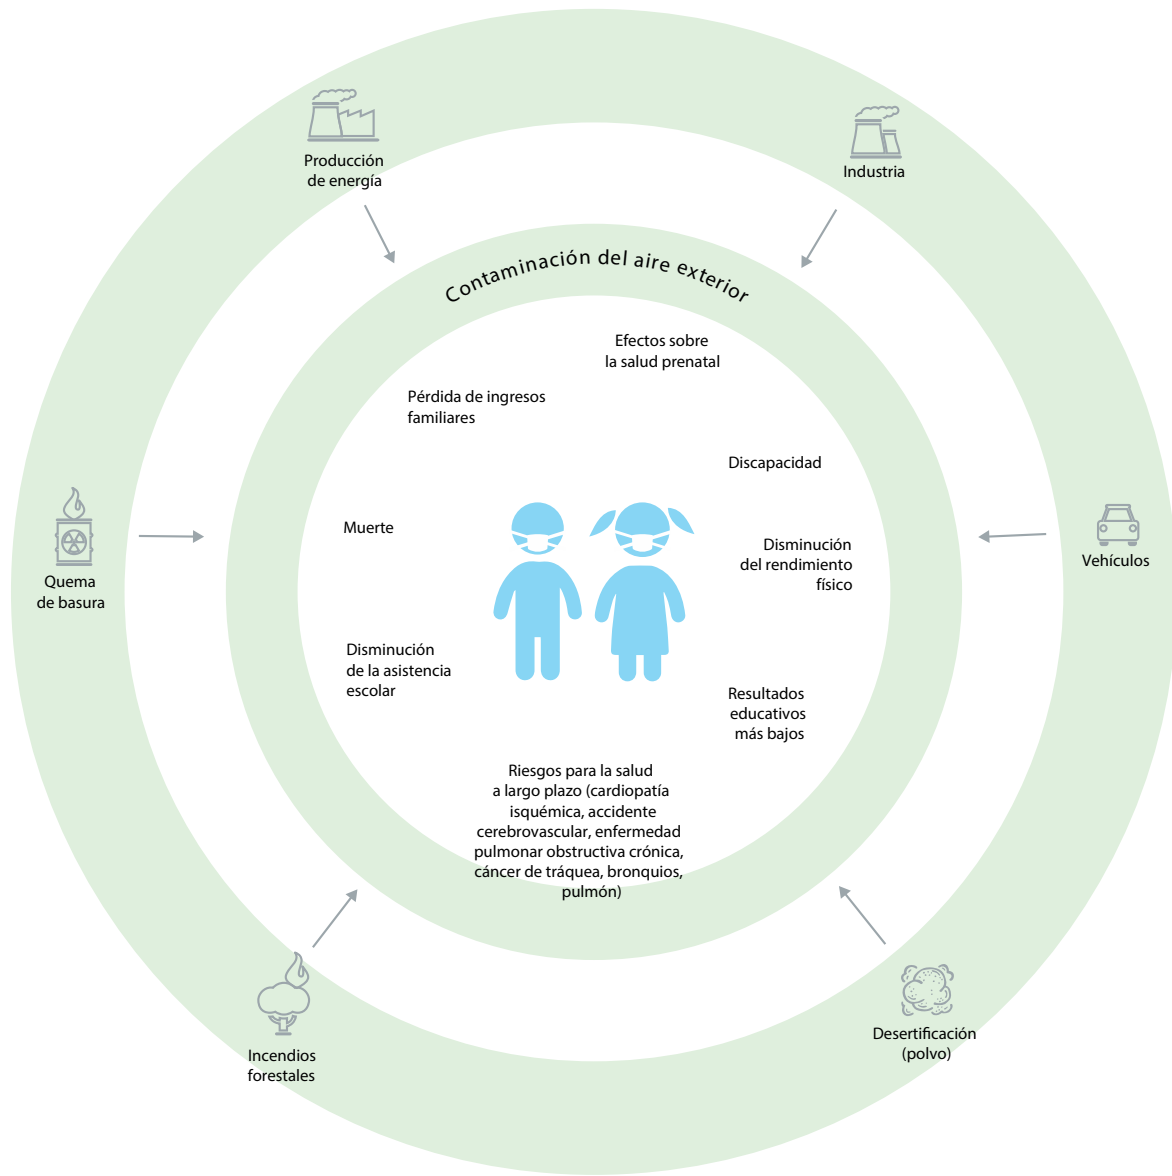 Producción
de energía
Industria
Contaminación del aire exterior
Efectos sobre
la salud prenatal
Pérdida de ingresos
familiares
Discapacidad
Muerte
Disminución
del rendimiento
físico
Vehículos
Quema
de basura
Disminución
de la asistencia
escolar
Resultados
educativos
más bajos
Riesgos para la salud
a largo plazo (cardiopatía
isquémica, accidente
cerebrovascular, enfermedad
pulmonar obstructiva crónica,
cáncer de tráquea, bronquios,
pulmón)
Incendios
forestales
Desertificación
(polvo)